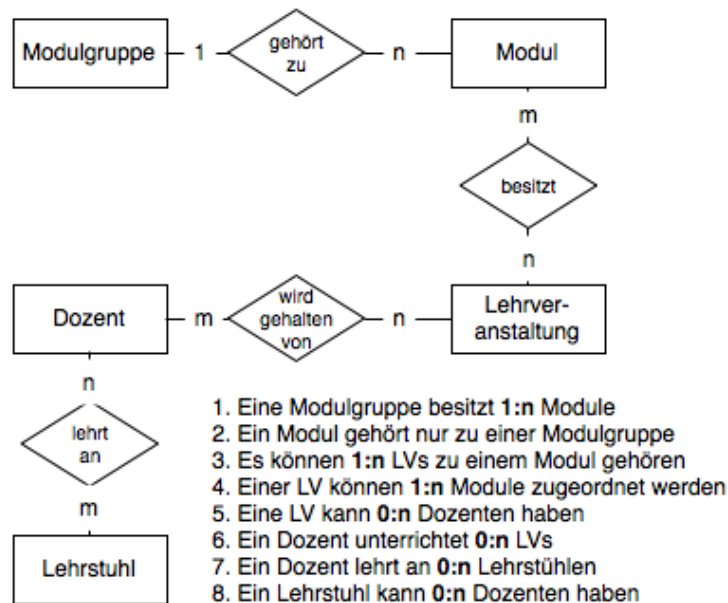 Modulgruppe 1 gehört zu n Modul
m
besitzt
n
Dozent m wird gehalten von n Lehrver-
anstaltung
n
lehrt
an
m
Lehrstuhl
1. Eine Modulgruppe besitzt 1:n Module
2. Ein Modul gehört nur zu einer Modulgruppe
3. Es können 1:n LVs zu einem Modul gehören
4. Einer LV können 1:n Module zugeordnet werden
5. Eine LV kann 0:n Dozenten haben
6. Ein Dozent unterrichtet 0:n LVs
7. Ein Dozent lehrt an 0:n Lehrstühlen
8. Ein Lehrstuhl kann 0:n Dozenten haben